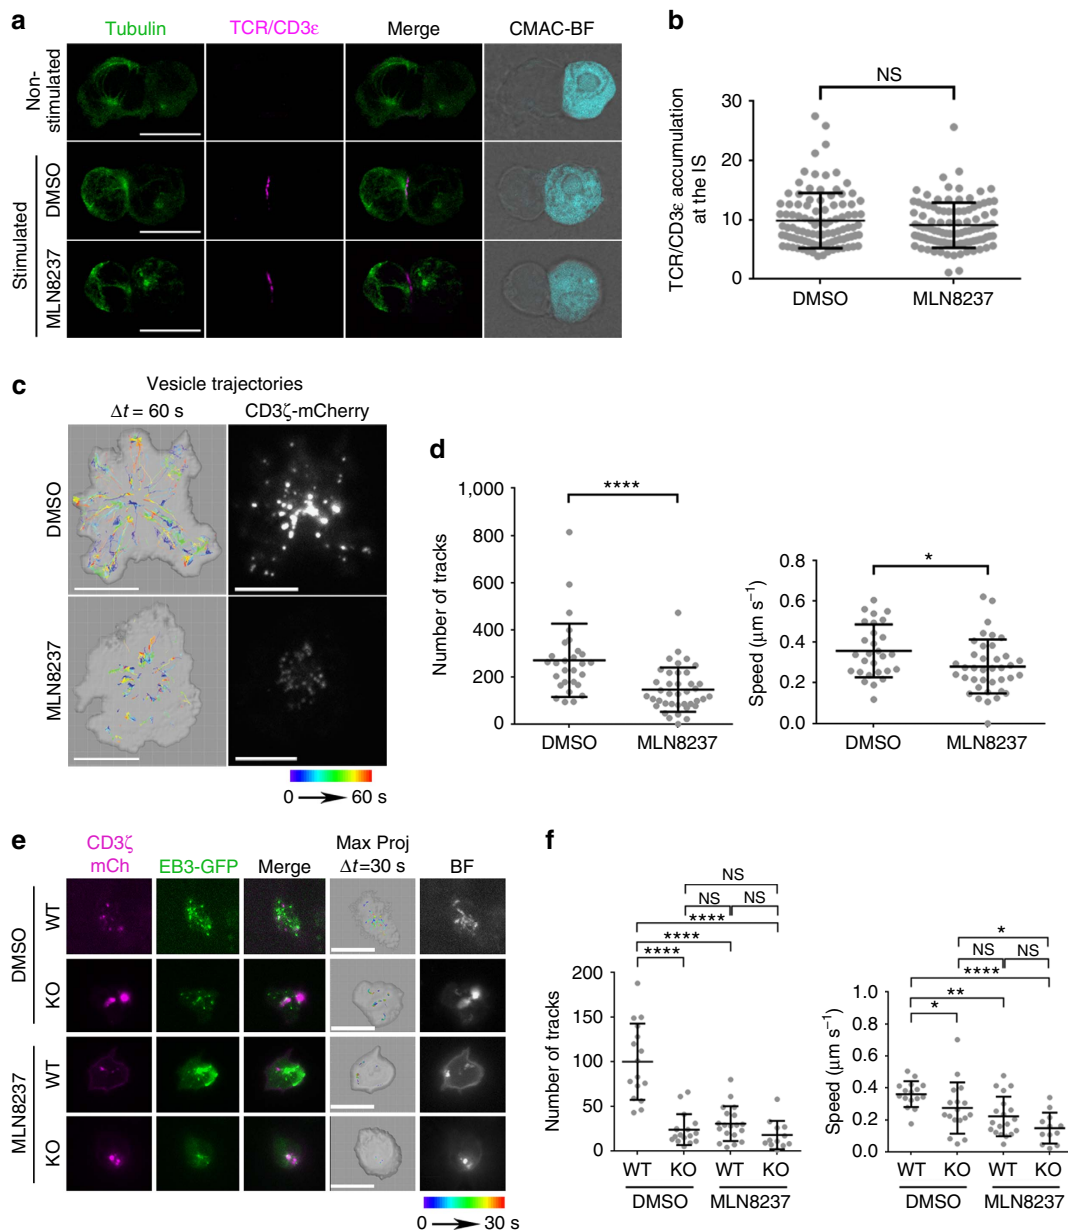 a
Tubulin TCR/CD3ε Merge CMAC-BF
Non-
stimulated
Stimulated
DMSO
MLN8237
b
NS
TCR/CD3ε accumulation
at the IS
30
20
10
0
DMSO MLN8237
c
Vesicle trajectories
Δt = 60 s CD3ζ-mCherry
DMSO
MLN8237
0 60 s
d
****
Number of tracks
1,000
800
600
400
200
0
DMSO MLN8237
*
Speed (μm s−1)
0.8
0.6
0.4
0.2
0.0
DMSO MLN8237
e
CD3ζ
mCh
EB3-GFP
Merge
Max Proj
Δt=30 s
BF
DMSO
WT
KO
MLN8237
WT
KO
0 30 s
f
NS
NS NS
****
****
****
Number of tracks
200
150
100
50
0
WT KO WT KO
DMSO MLN8237
*
NS NS
****
**
*
Speed (μm s−1)
1.0
0.8
0.6
0.4
0.2
0.0
WT KO WT KO
DMSO MLN8237